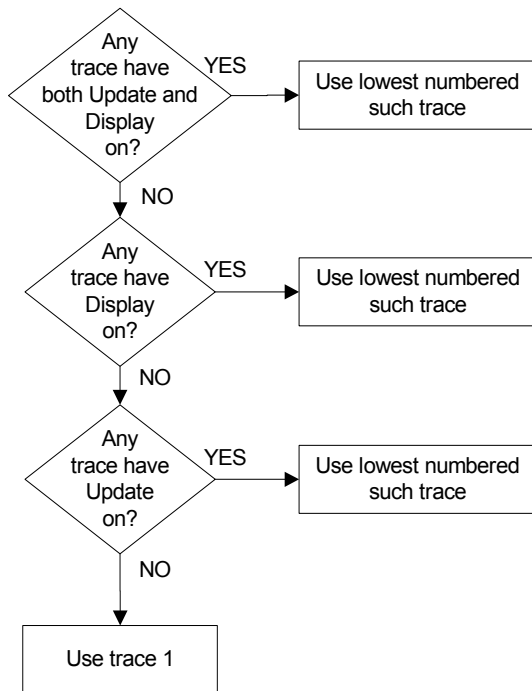 Any
trace have
both Update and
Display
on?
YES
Use lowest numbered
such trace
NO
Any
trace have
Display
on?
YES
Use lowest numbered
such trace
NO
Any
trace have
Update
on?
YES
Use lowest numbered
such trace
NO
Use trace 1